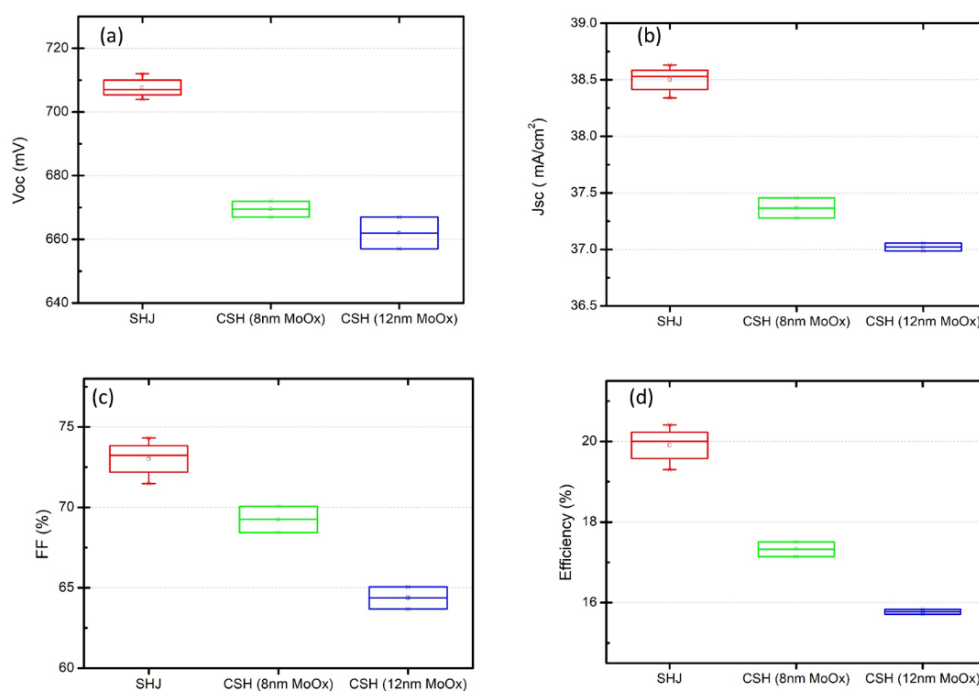 (a)
720
700
680
660
640
Voc (mV)
SHJ CSH (8nm MoOx) CSH (12nm MoOx)
(b)
39.0
38.5
38.0
37.5
37.0
36.5
Jsc ( mA/cm²)
SHJ CSH (8nm MoOx) CSH (12nm MoOx)
(c)
75
70
65
60
FF (%)
SHJ CSH (8nm MoOx) CSH (12nm MoOx)
(d)
20
18
16
Efficiency (%)
SHJ CSH (8nm MoOx) CSH (12nm MoOx)